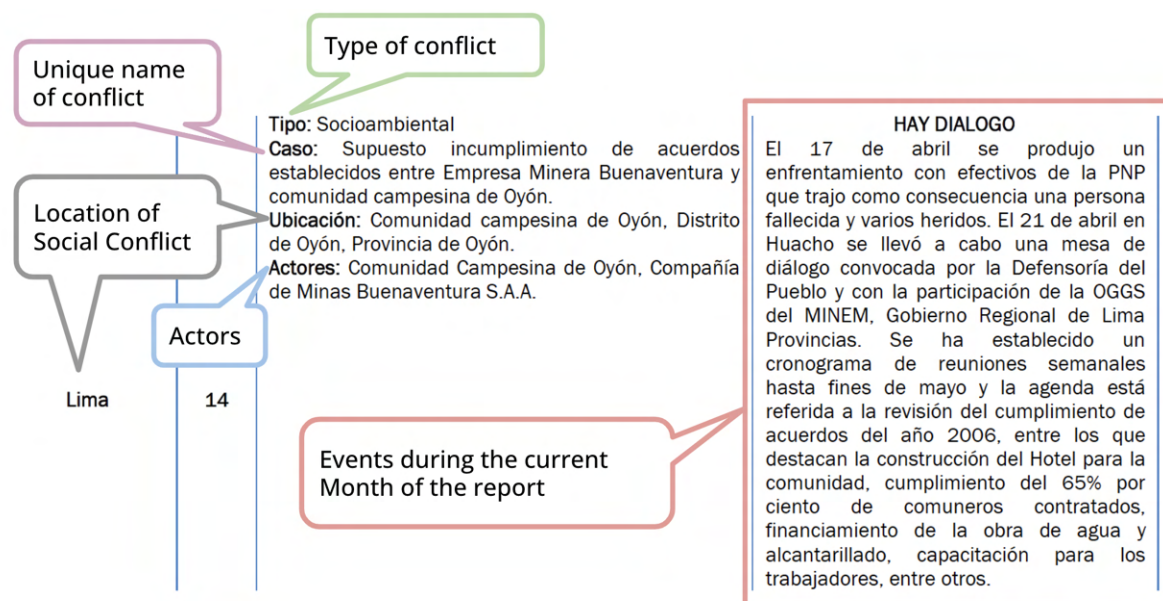 Type of conflict
Unique name
of conflict
Tipo: Socioambiental
Caso: Supuesto incumplimiento de acuerdos
establecidos entre Empresa Minera Buenaventura y
comunidad campesina de Oyón.
Location of
Social Conflict
Ubicación: Comunidad campesina de Oyón, Distrito
de Oyón, Provincia de Oyón.
Actores: Comunidad Campesina de Oyón, Compañía
de Minas Buenaventura S.A.A.
Actors
Lima
14
Events during the current
Month of the report
HAY DIALOGO
El 17 de abril se produjo un
enfrentamiento con efectivos de la PNP
que trajo como consecuencia una persona
fallecida y varios heridos. El 21 de abril en
Huacho se llevó a cabo una mesa de
diálogo convocada por la Defensoría del
Pueblo y con la participación de la OGGS
del MINEM, Gobierno Regional de Lima
Provincias. Se ha establecido un
cronograma de reuniones semanales
hasta fines de mayo y la agenda está
referida a la revisión del cumplimiento de
acuerdos del año 2006, entre los que
destacan la construcción del Hotel para la
comunidad, cumplimiento del 65% por
ciento de comuneros contratados,
financiamiento de la obra de agua y
alcantarillado, capacitación para los
trabajadores, entre otros.